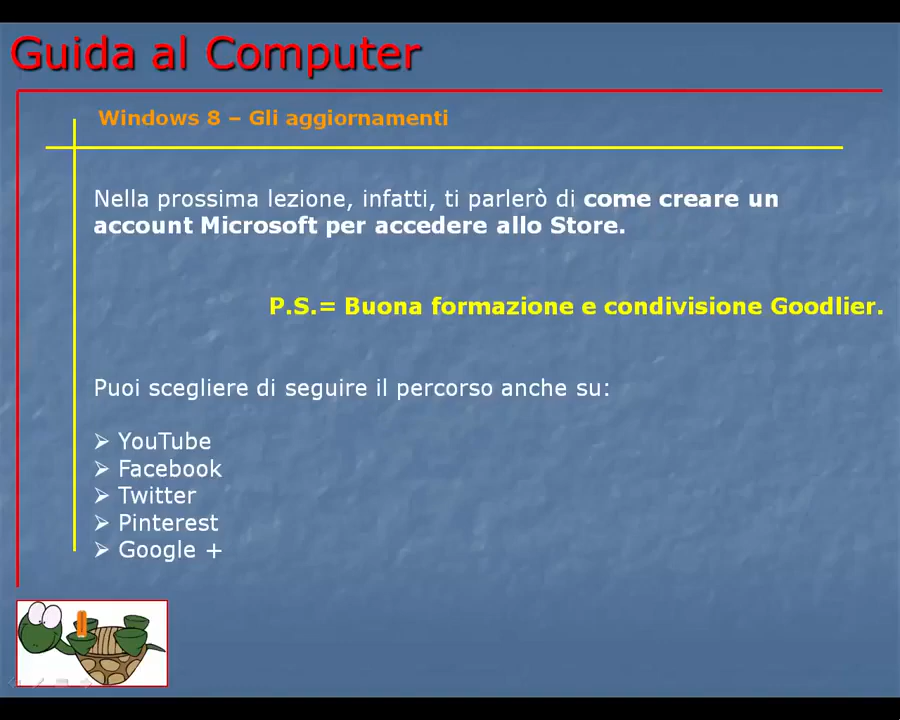 Guida al Computer
Windows 8 – Gli aggiornamenti
Nella prossima lezione, infatti, ti parlerò di come creare un
account Microsoft per accedere allo Store.
P.S.= Buona formazione e condivisione Goodlier.
Puoi scegliere di seguire il percorso anche su:
YouTube
Facebook
Twitter
Pinterest
Google +